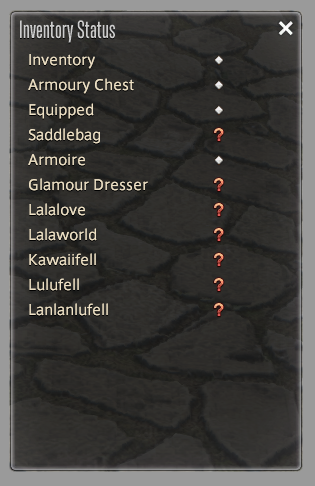 Inventory Status
Inventory
Armoury Chest
Equipped
Saddlebag ?
Armoire
Glamour Dresser ?
Lalalove ?
Lalaworld ?
Kawaiifell ?
Lulufell ?
Lanlanlufell ?